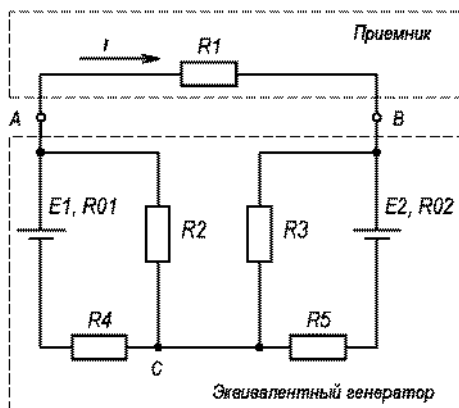 Приемник
I
R1
A
B
E1, R01
R2
R3
E2, R02
R4
R5
C
Эквивалентный генератор